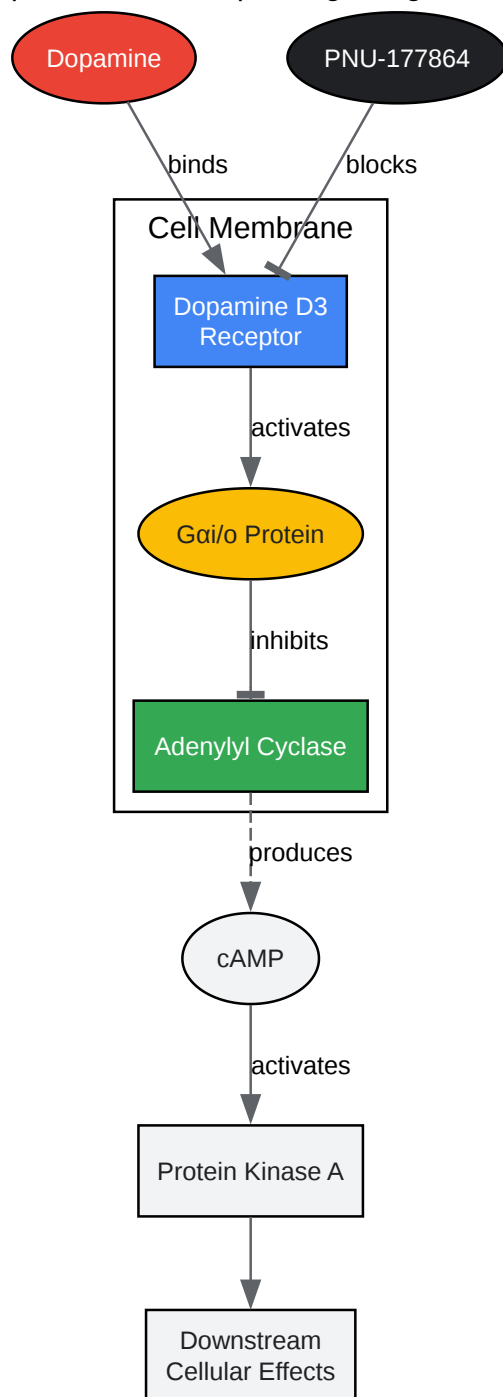 Dopamine
PNU-177864
binds
blocks
Cell Membrane
Dopamine D3
Receptor
activates
Gαi/o Protein
inhibits
Adenylyl Cyclase
produces
cAMP
activates
Protein Kinase A
Downstream
Cellular Effects